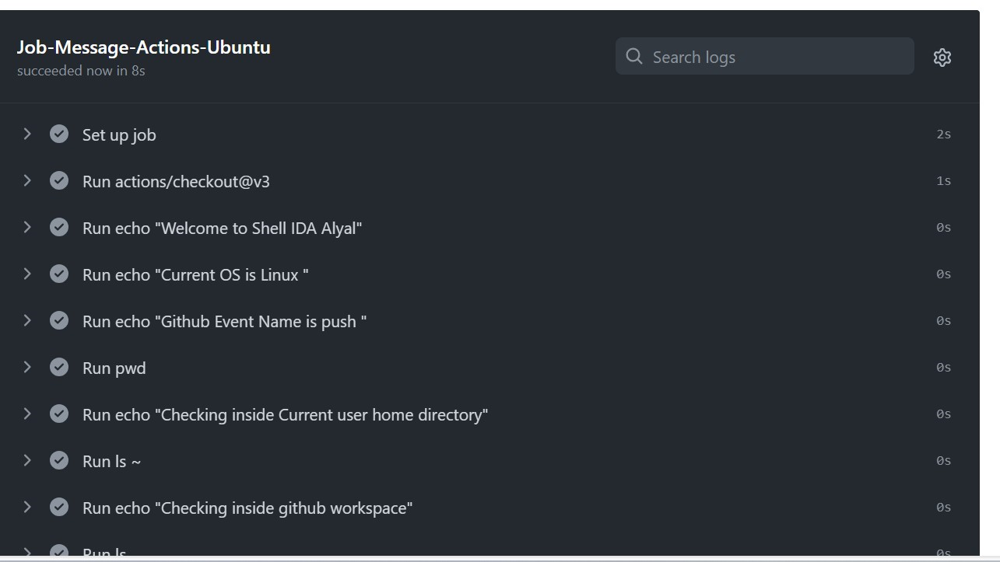 Job-Message-Actions-Ubuntu
succeeded now in 8s
Search logs
Set up job 2s
Run actions/checkout@v3 1s
Run echo "Welcome to Shell IDA Alyal" 0s
Run echo "Current OS is Linux " 0s
Run echo "Github Event Name is push " 0s
Run pwd 0s
Run echo "Checking inside Current user home directory" 0s
Run ls ~ 0s
Run echo "Checking inside github workspace" 0s
Run ls 0s